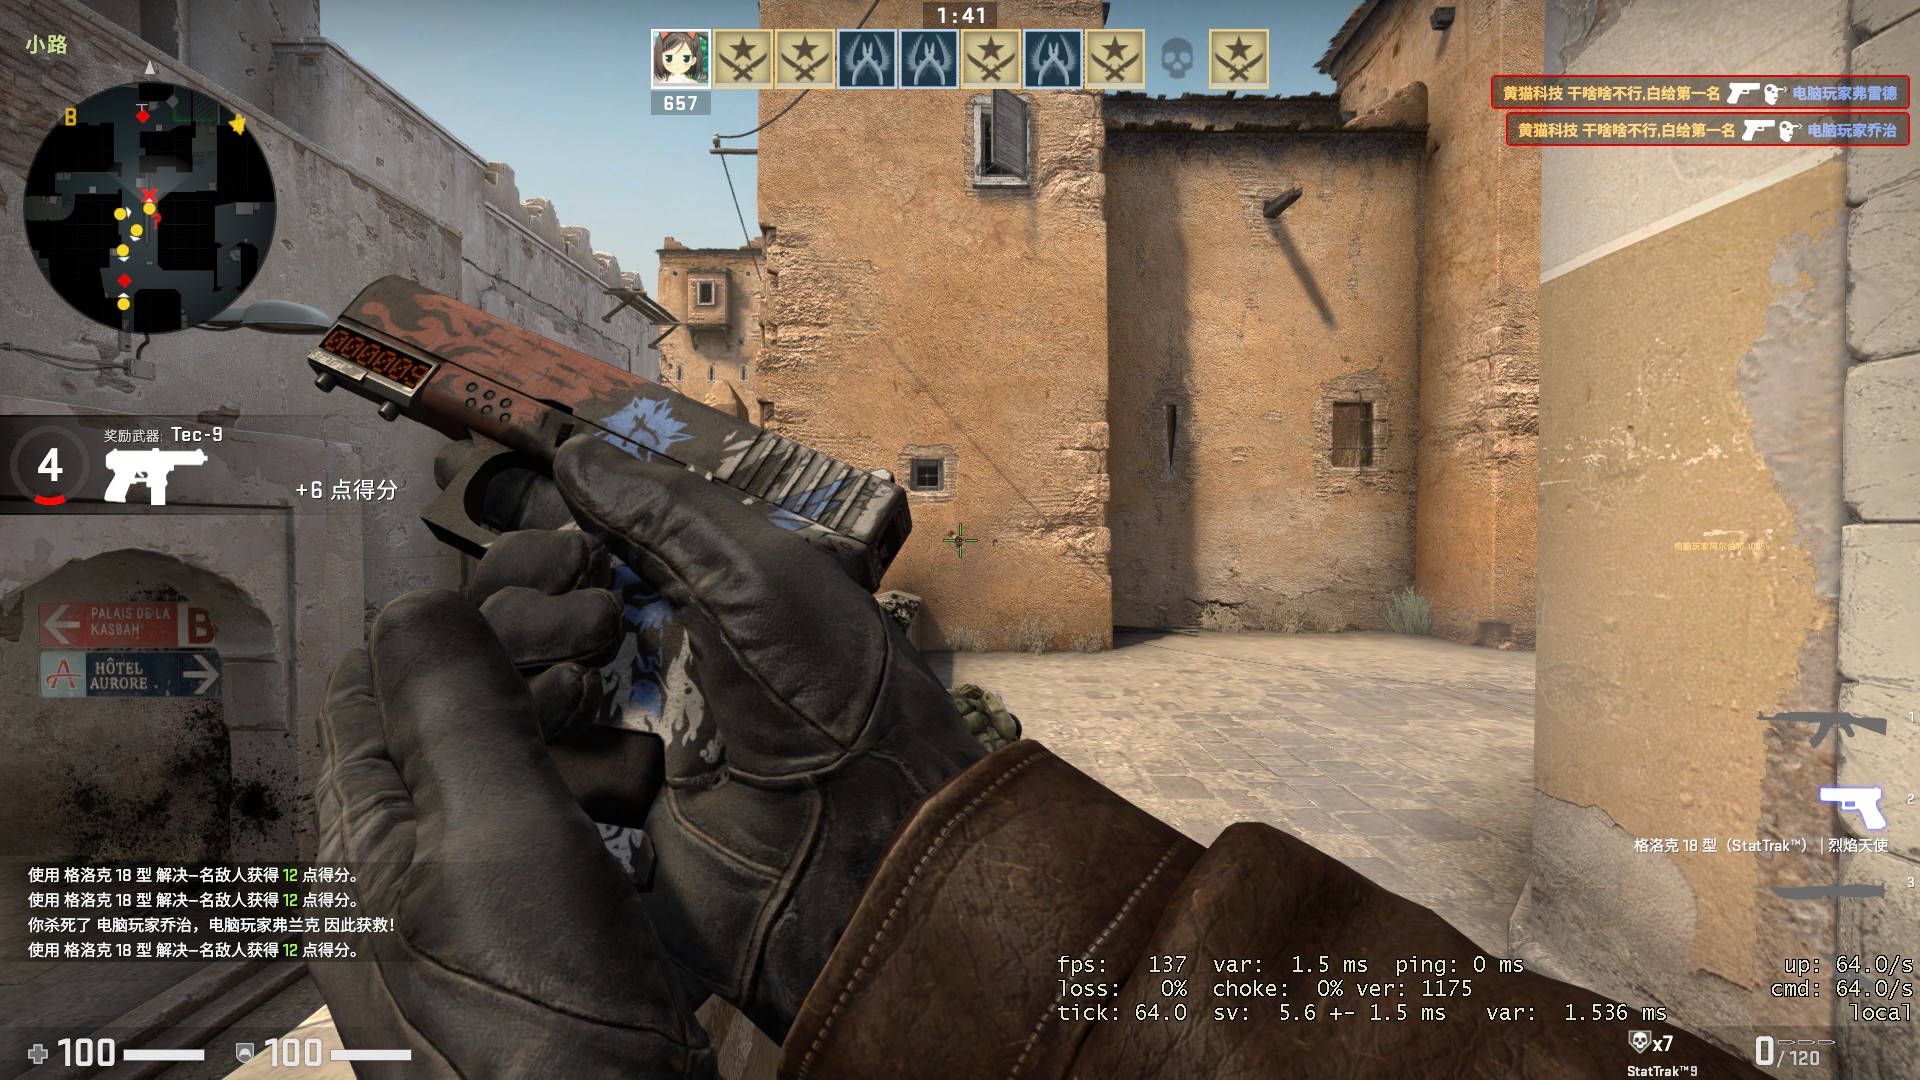 1:41
小路
657
B
黄猫科技 干啥啥不行,白给第一名 电脑玩家弗雷德
黄猫科技 干啥啥不行,白给第一名 电脑玩家乔治
4
奖励武器: Tec-9
+6 点得分
PALAIS DE LA
KASBAH
B
HÔTEL
AURORE
1
2
格洛克 18 型 (StatTrak™) | 烈焰天使
3
使用 格洛克 18 型 解决一名敌人获得 12 点得分。
使用 格洛克 18 型 解决一名敌人获得 12 点得分。
你杀死了 电脑玩家乔治，电脑玩家弗兰克 因此获救！
使用 格洛克 18 型 解决一名敌人获得 12 点得分。
fps: 137 var: 1.5 ms ping: 0 ms
loss: 0% choke: 0% ver: 1175
tick: 64.0 sv: 5.6 +- 1.5 ms var: 1.536 ms
up: 64.0/s
cmd: 64.0/s
local
100
100
x7
StatTrak™9
0/120